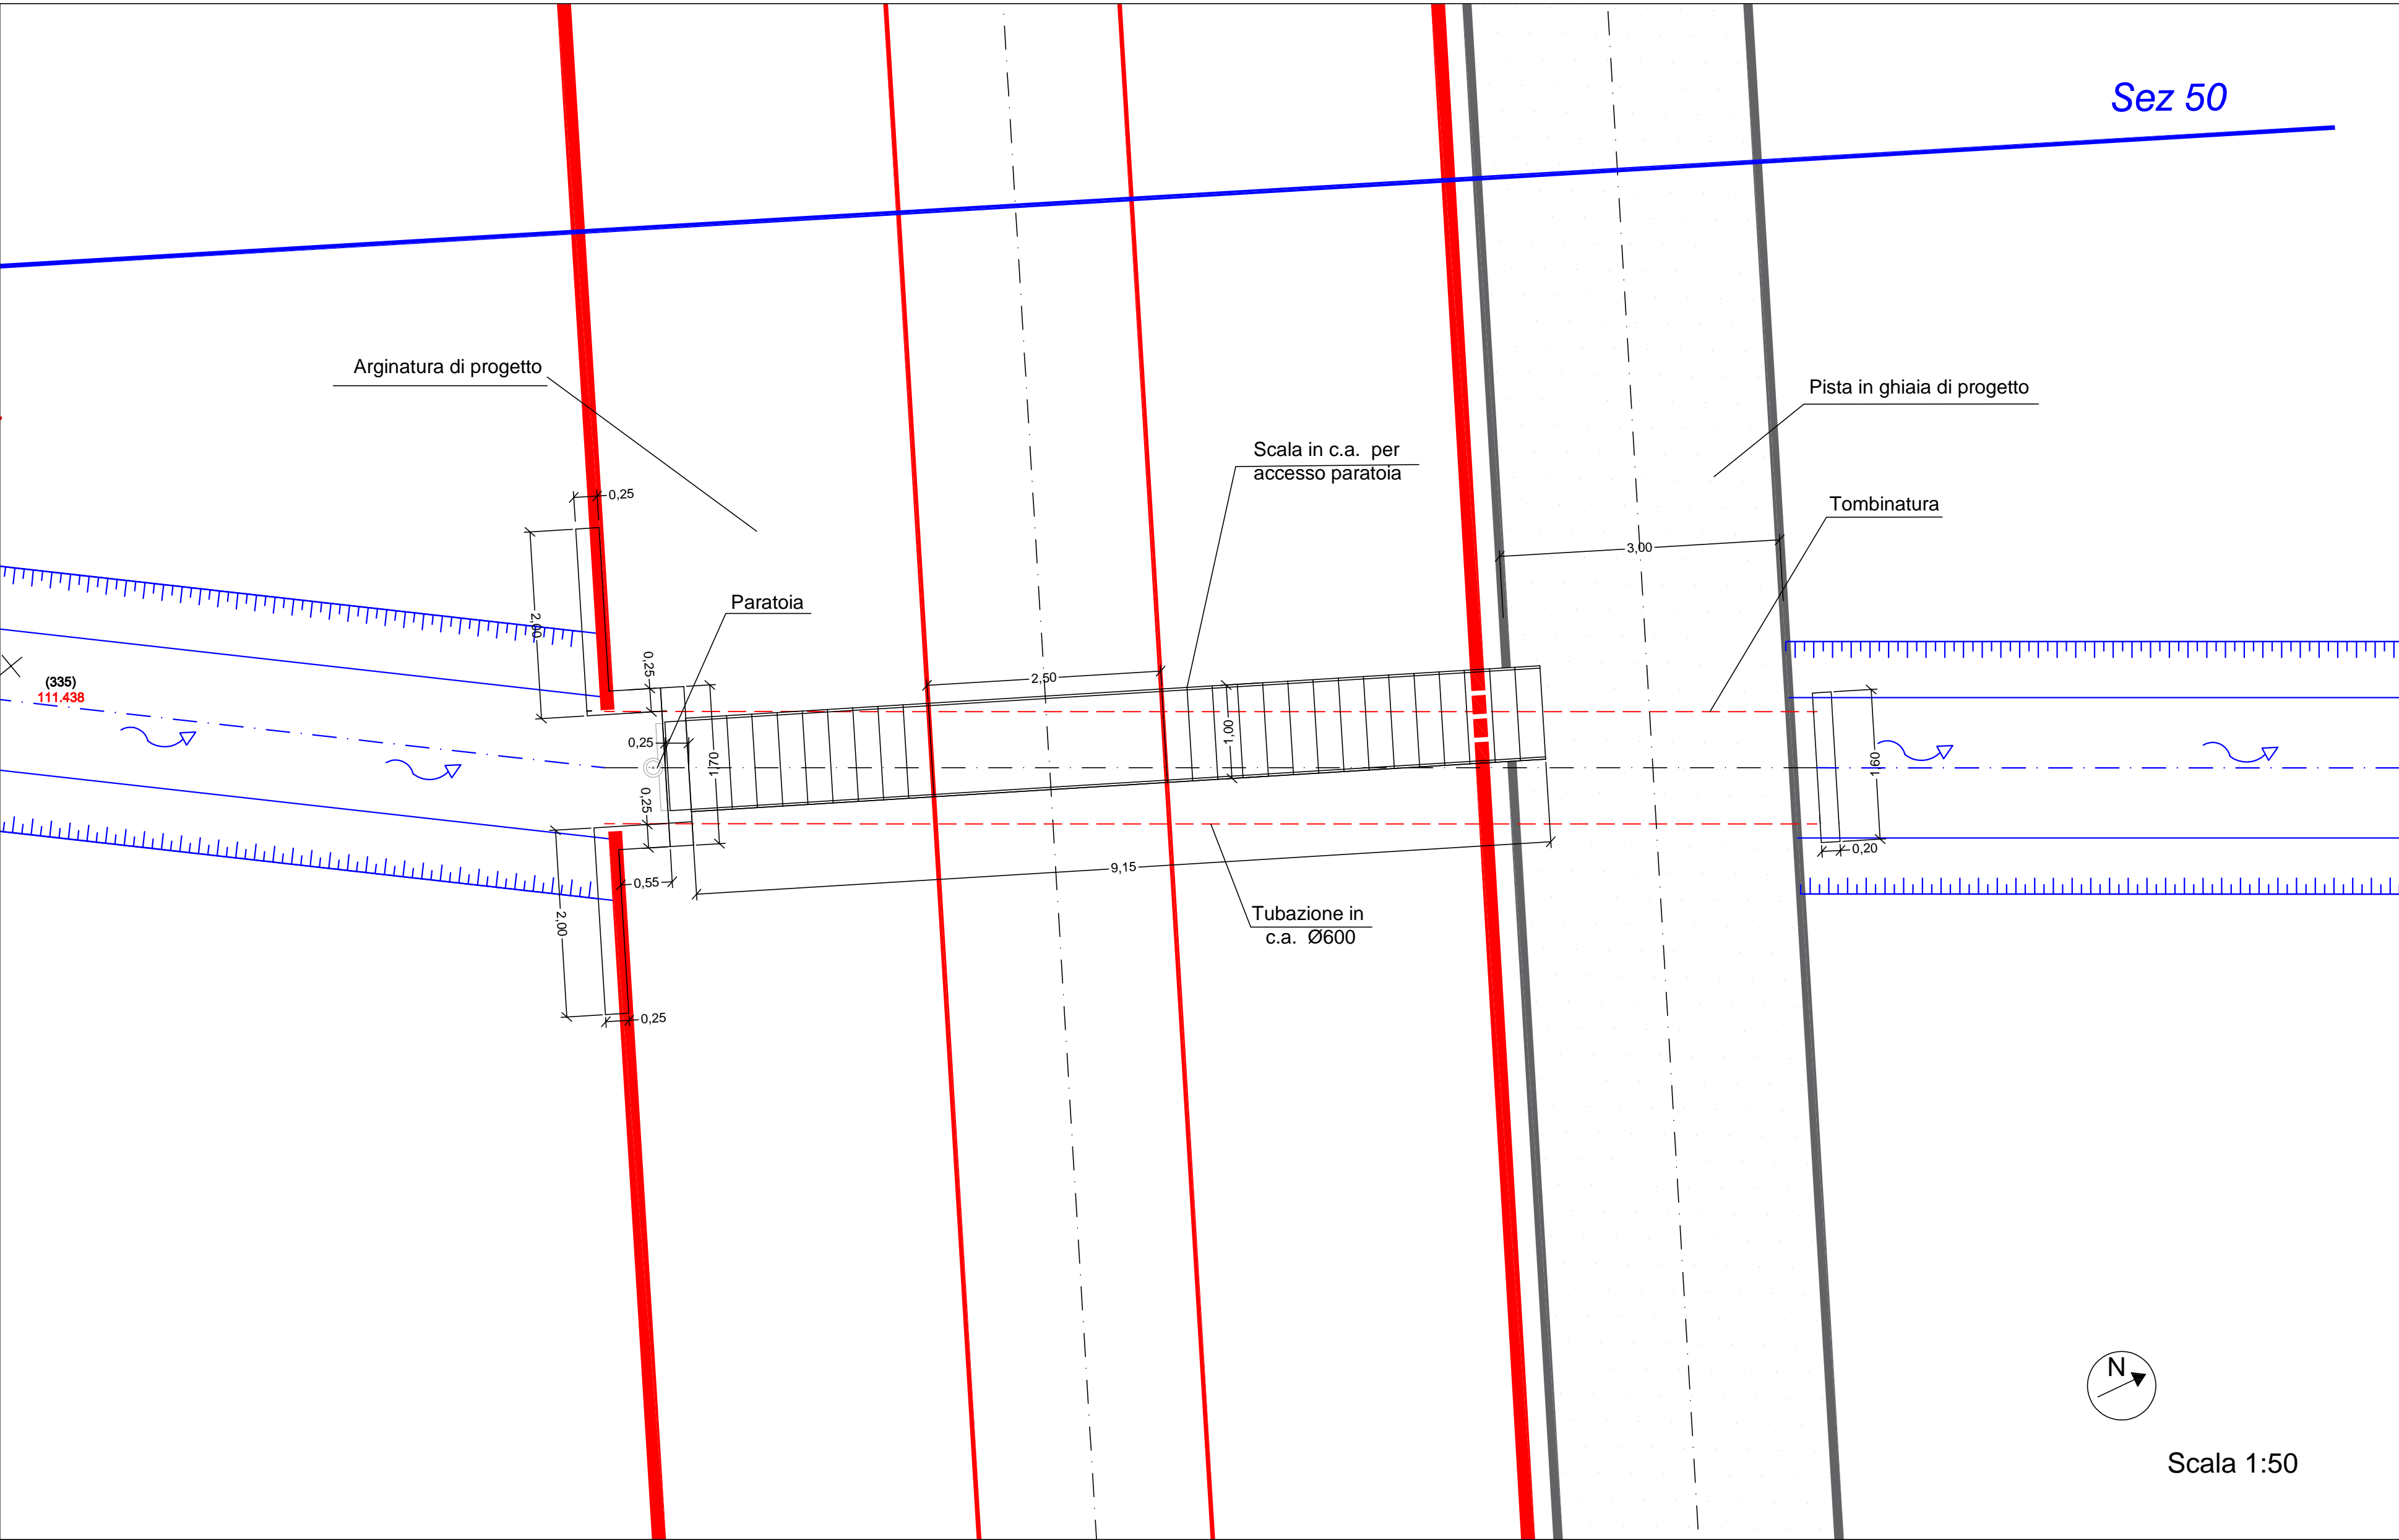 Sez 50
Arginatura di progetto
Pista in ghiaia di progetto
Scala in c.a. per
accesso paratoia
0,25
Tombinatura
3,00
Paratoia
2,00
0,25
2,50
(335)
111.438
0,25
1,70
1,00
1,60
0,25
0,20
9,15
0,55
2,00
Tubazione in
c.a. Ø600
0,25
N
Scala 1:50